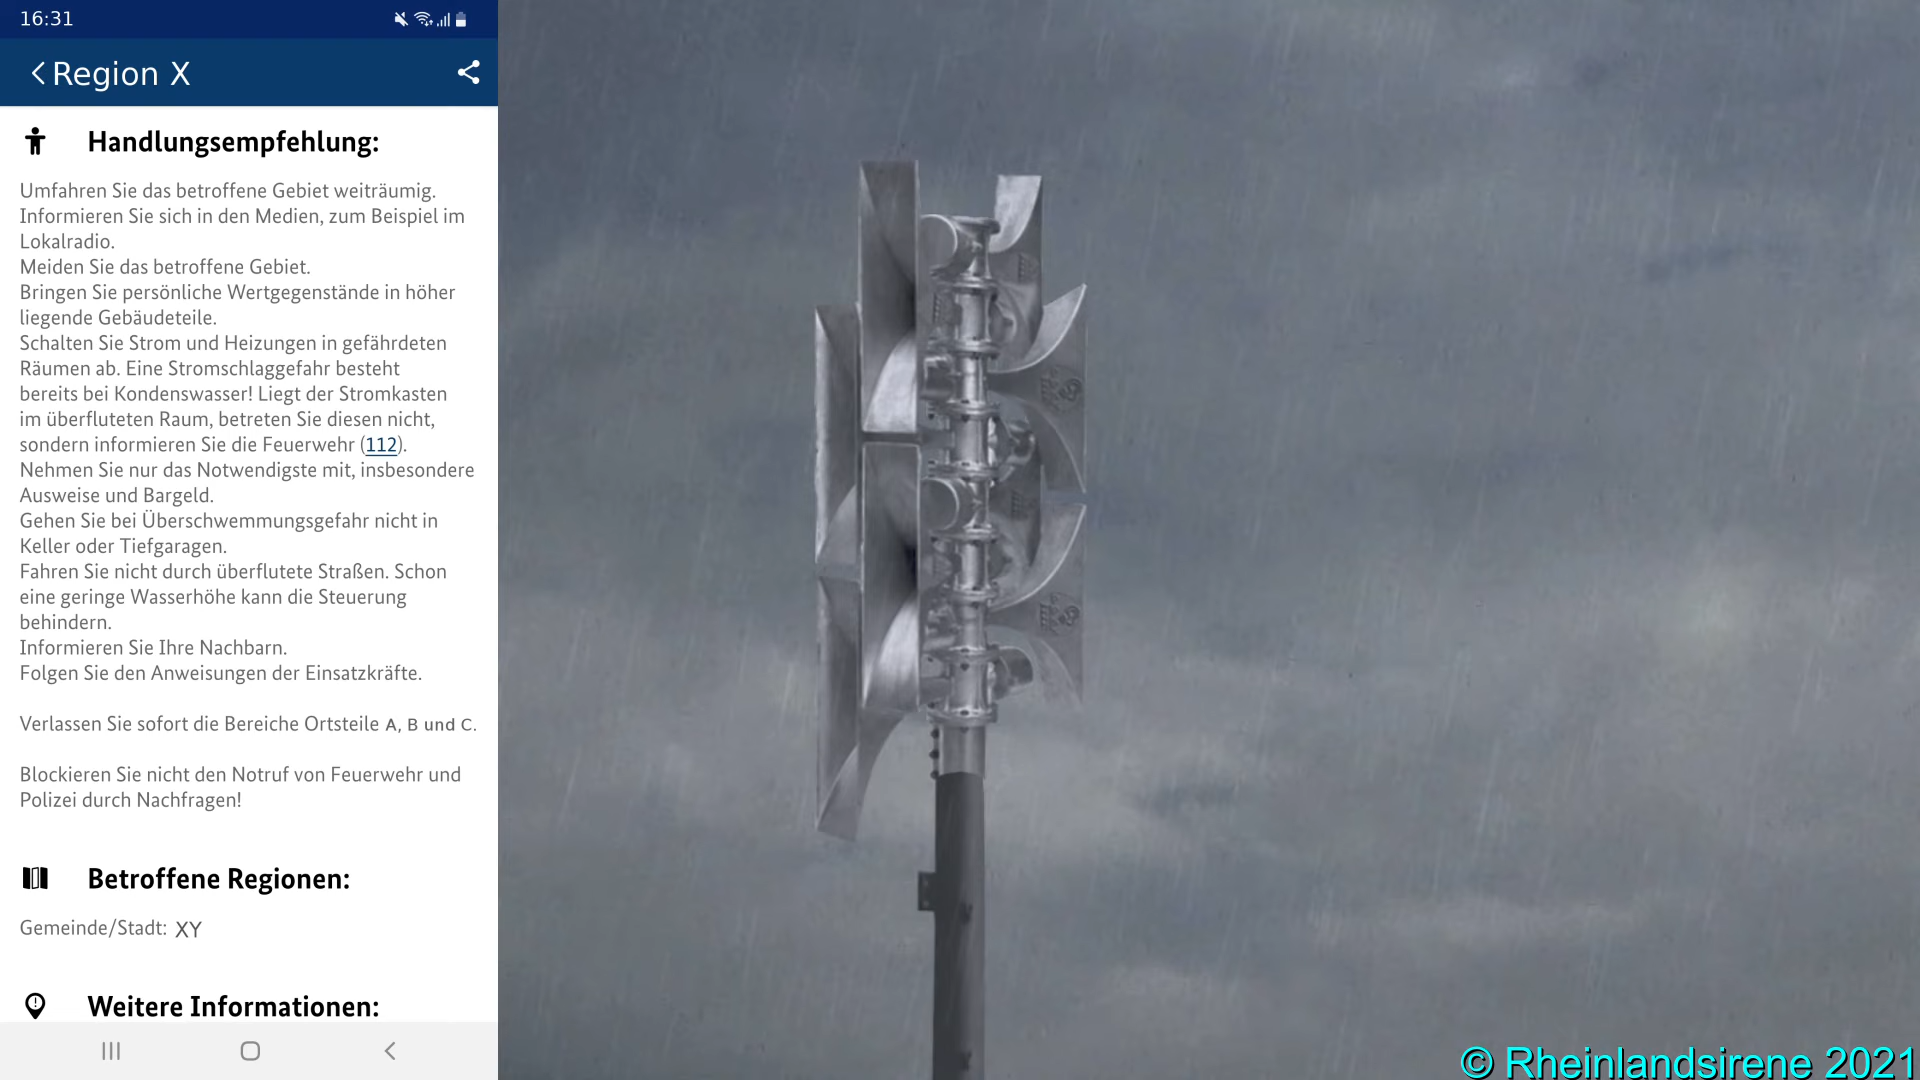 16:31
Region X
Handlungsempfehlung:
Umfahren Sie das betroffene Gebiet weiträumig.
Informieren Sie sich in den Medien, zum Beispiel im
Lokalradio.
Meiden Sie das betroffene Gebiet.
Bringen Sie persönliche Wertgegenstände in höher
liegende Gebäudeteile.
Schalten Sie Strom und Heizungen in gefährdeten
Räumen ab. Eine Stromschlaggefahr besteht
bereits bei Kondenswasser! Liegt der Stromkasten
im überfluteten Raum, betreten Sie diesen nicht,
sondern informieren Sie die Feuerwehr (112).
Nehmen Sie nur das Notwendigste mit, insbesondere
Ausweise und Bargeld.
Gehen Sie bei Überschwemmungsgefahr nicht in
Keller oder Tiefgaragen.
Fahren Sie nicht durch überflutete Straßen. Schon
eine geringe Wasserhöhe kann die Steuerung
behindern.
Informieren Sie Ihre Nachbarn.
Folgen Sie den Anweisungen der Einsatzkräfte.
Verlassen Sie sofort die Bereiche Ortsteile A, B und C.
Blockieren Sie nicht den Notruf von Feuerwehr und
Polizei durch Nachfragen!
Betroffene Regionen:
Gemeinde/Stadt: XY
Weitere Informationen:
© Rheinlandsirene 2021